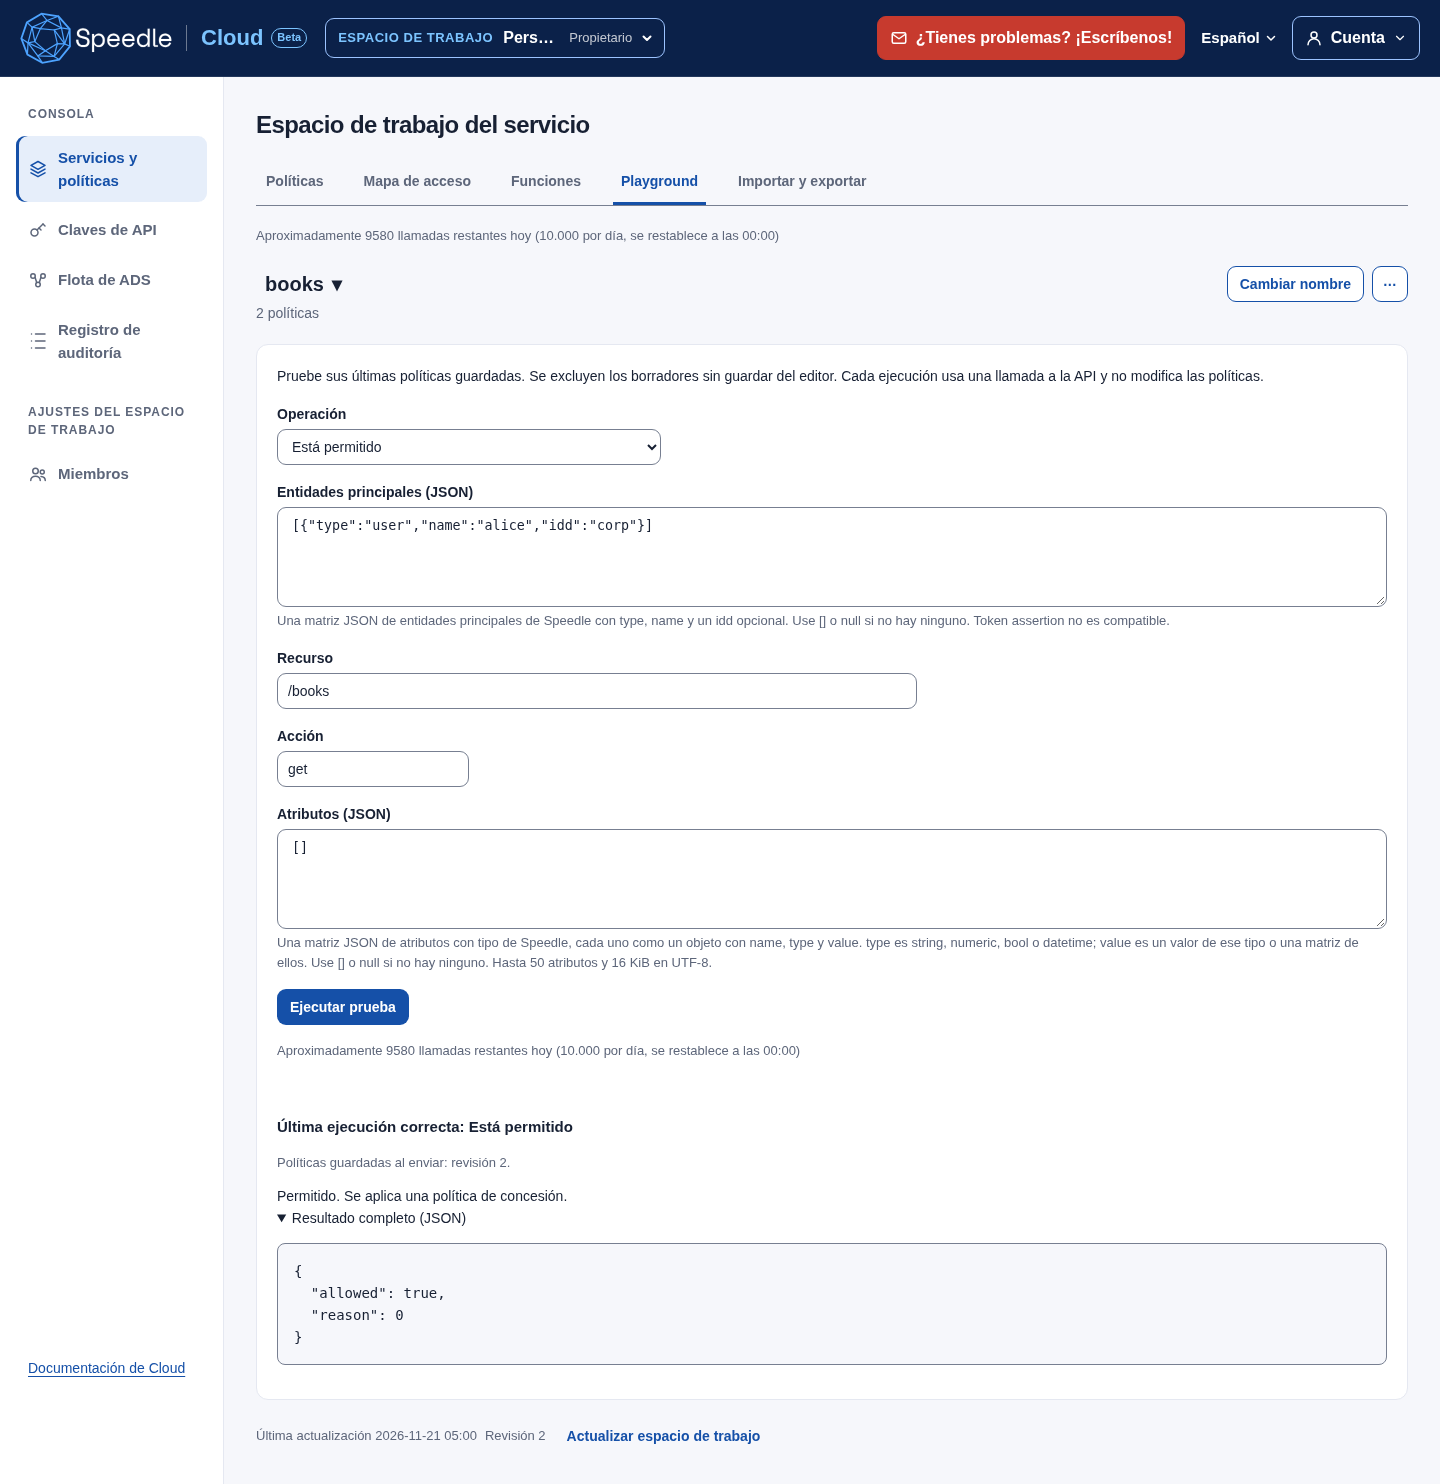 Speedle
Cloud Beta
ESPACIO DE TRABAJO Pers… Propietario
¿Tienes problemas? ¡Escríbenos!
Español
Cuenta
CONSOLA
Servicios y
políticas
Claves de API
Flota de ADS
Registro de
auditoría
AJUSTES DEL ESPACIO
DE TRABAJO
Miembros
Documentación de Cloud
Espacio de trabajo del servicio
Políticas Mapa de acceso Funciones Playground Importar y exportar
Aproximadamente 9580 llamadas restantes hoy (10.000 por día, se restablece a las 00:00)
books ▾
Cambiar nombre ···
2 políticas
Pruebe sus últimas políticas guardadas. Se excluyen los borradores sin guardar del editor. Cada ejecución usa una llamada a la API y no modifica las políticas.
Operación
Está permitido
Entidades principales (JSON)
[{"type":"user","name":"alice","idd":"corp"}]
Una matriz JSON de entidades principales de Speedle con type, name y un idd opcional. Use [] o null si no hay ninguno. Token assertion no es compatible.
Recurso
/books
Acción
get
Atributos (JSON)
[]
Una matriz JSON de atributos con tipo de Speedle, cada uno como un objeto con name, type y value. type es string, numeric, bool o datetime; value es un valor de ese tipo o una matriz de
ellos. Use [] o null si no hay ninguno. Hasta 50 atributos y 16 KiB en UTF-8.
Ejecutar prueba
Aproximadamente 9580 llamadas restantes hoy (10.000 por día, se restablece a las 00:00)
Última ejecución correcta: Está permitido
Políticas guardadas al enviar: revisión 2.
Permitido. Se aplica una política de concesión.
▼ Resultado completo (JSON)
{
  "allowed": true,
  "reason": 0
}
Última actualización 2026-11-21 05:00 Revisión 2 Actualizar espacio de trabajo